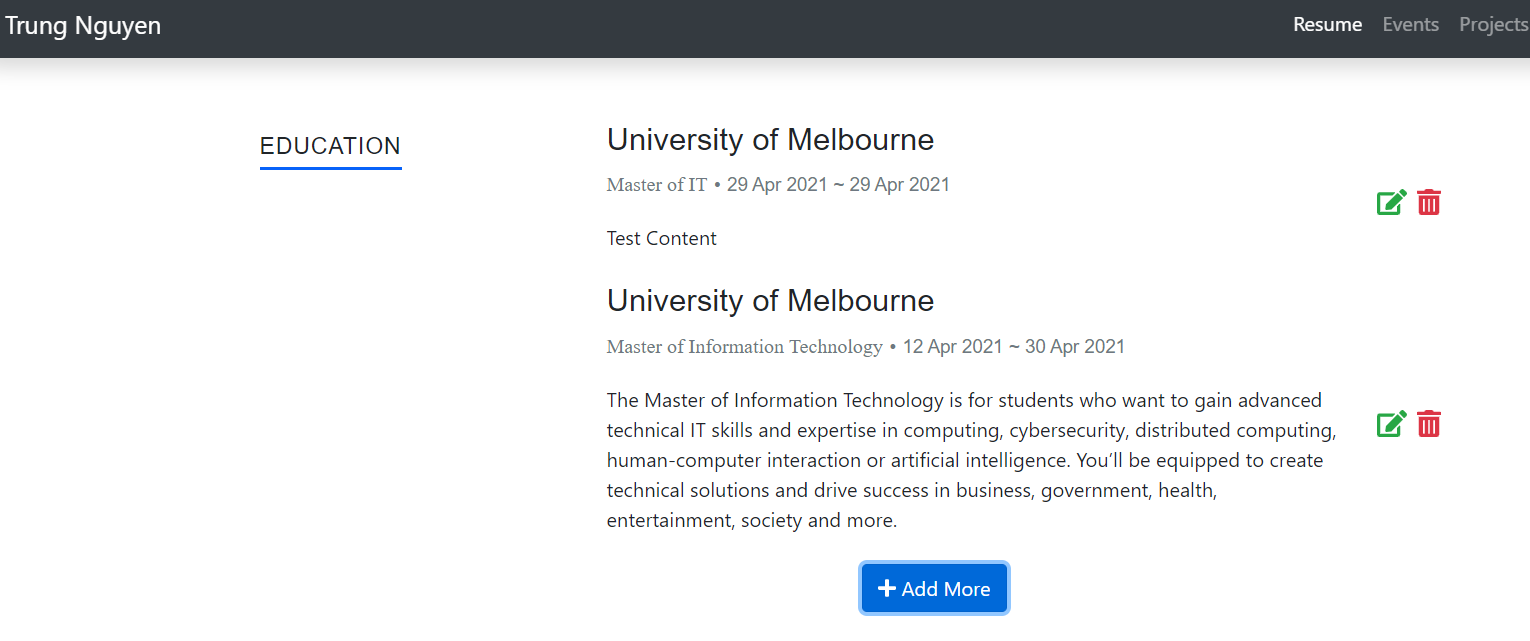 Trung Nguyen
Resume Events Projects
EDUCATION
University of Melbourne
Master of IT • 29 Apr 2021 ~ 29 Apr 2021
Test Content
University of Melbourne
Master of Information Technology • 12 Apr 2021 ~ 30 Apr 2021
The Master of Information Technology is for students who want to gain advanced
technical IT skills and expertise in computing, cybersecurity, distributed computing,
human-computer interaction or artificial intelligence. You’ll be equipped to create
technical solutions and drive success in business, government, health,
entertainment, society and more.
Add More